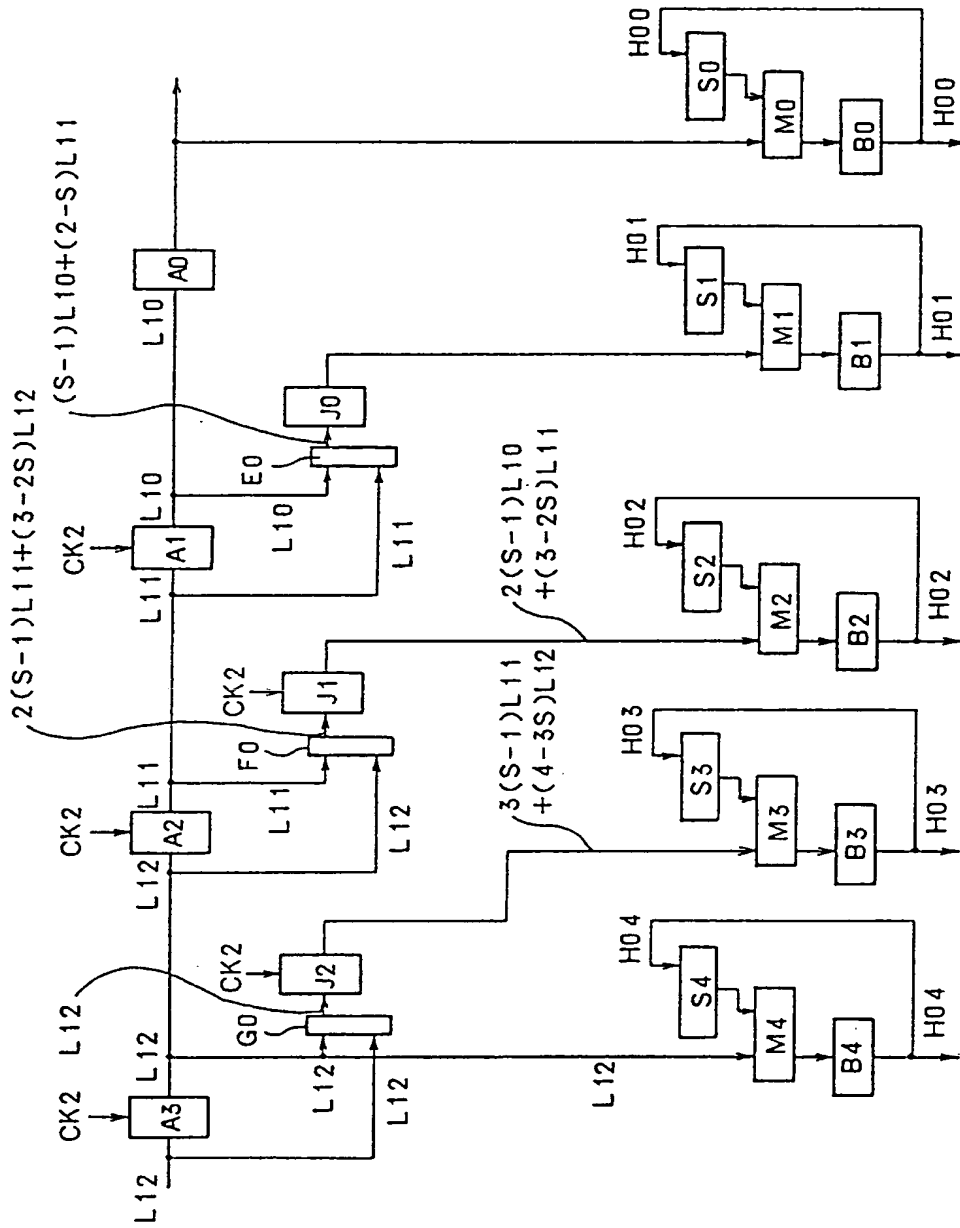 2(S-1)L11+(3-2S)L12
(S-1)L10+(2-S)L11
L12
CK2
CK2
CK2
L12
A3
L12
L12
A2
L11
L11
A1
L10
L10
A0
CK2
CK2
G0
J2
F0
J1
E0
J0
L12
L12
L11
L12
L10
L11
3(S-1)L11
+(4-3S)L12
2(S-1)L10
+(3-2S)L11
L12
H04
H03
H02
H01
H00
S4
S3
S2
S1
S0
M4
M3
M2
M1
M0
B4
B3
B2
B1
B0
H04
H03
H02
H01
H00